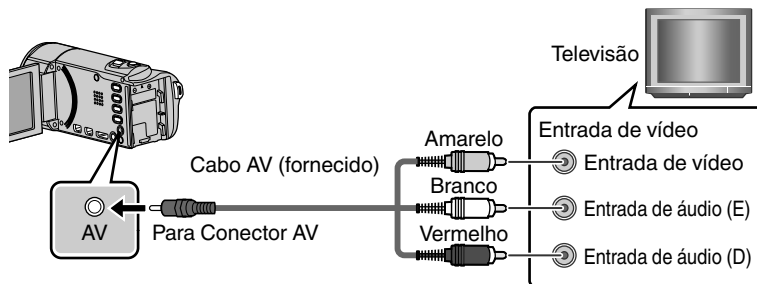 Televisão
Entrada de vídeo
Amarelo
Entrada de vídeo
Cabo AV (fornecido)
Branco
Entrada de áudio (E)
AV
Para Conector AV
Vermelho
Entrada de áudio (D)